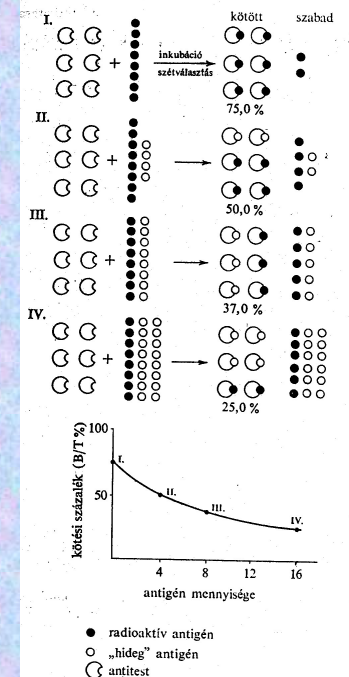 I.
kötött szabad
+
inkubáció
szétválasztás
75,0 %
II.
+
50,0 %
III.
+
37,0 %
IV.
+
25,0 %
kötési százalék (B/T%)
100
50
I.
II.
III.
IV.
4 8 12 16
antigén mennyisége
radioaktív antigén
„hideg” antigén
antitest